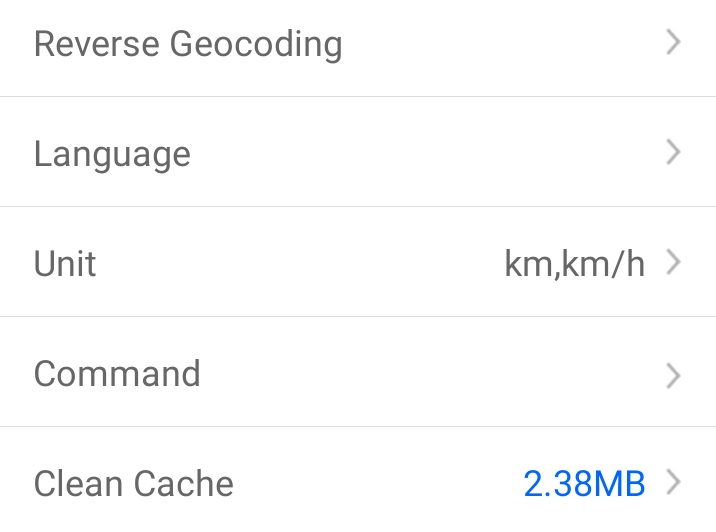 Reverse Geocoding
Language
Unit km,km/h
Command
Clean Cache 2.38MB